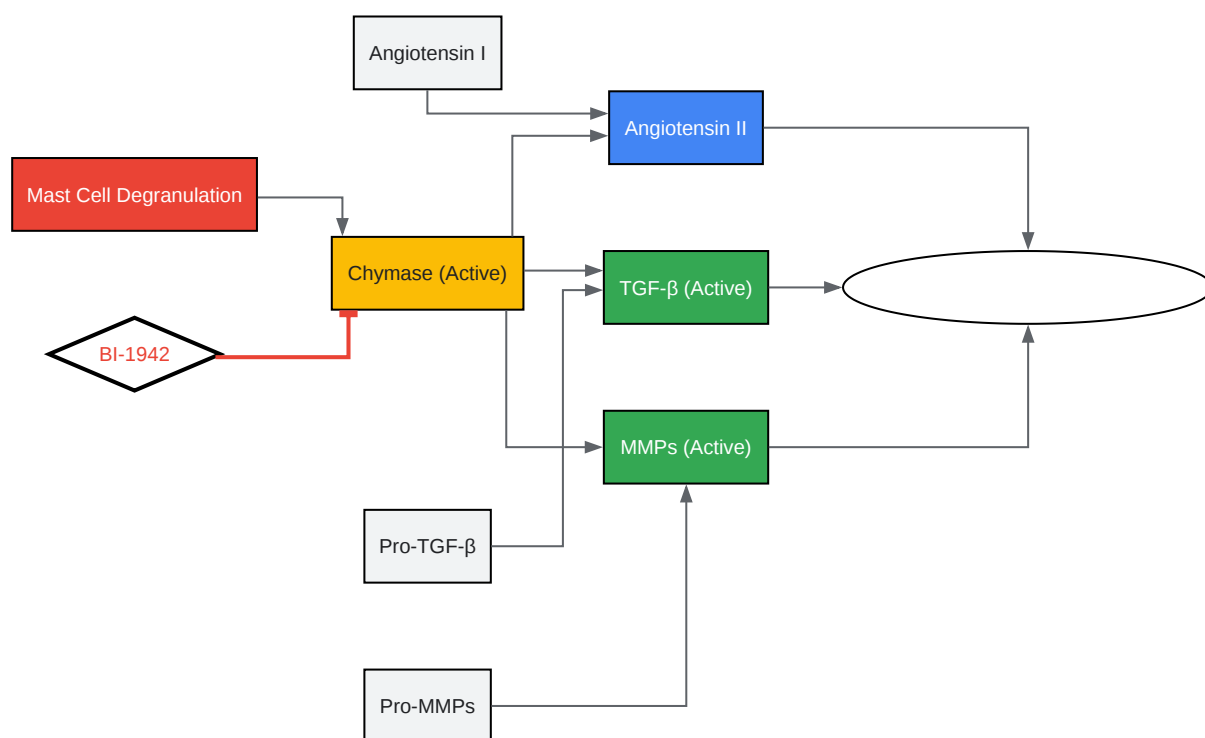 Angiotensin I
Angiotensin II
Mast Cell Degranulation
Chymase (Active)
TGF-β (Active)
BI-1942
MMPs (Active)
Pro-TGF-β
Pro-MMPs